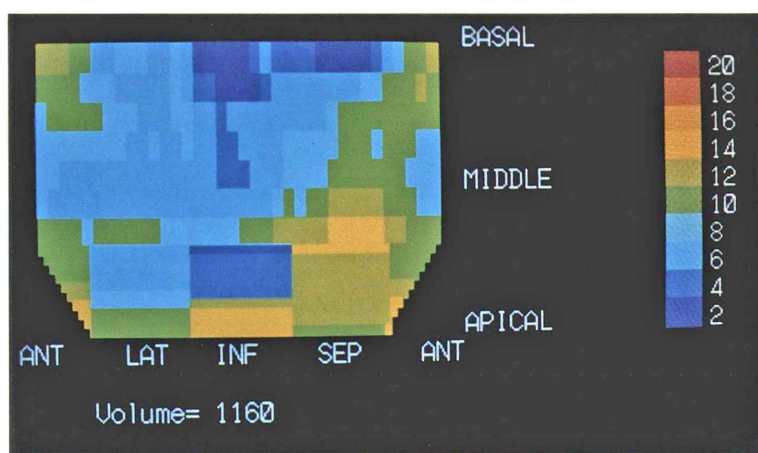 BASAL
20
18
16
14
MIDDLE
12
10
8
6
4
APICAL
2
ANT LAT INF SEP ANT
Volume= 1160